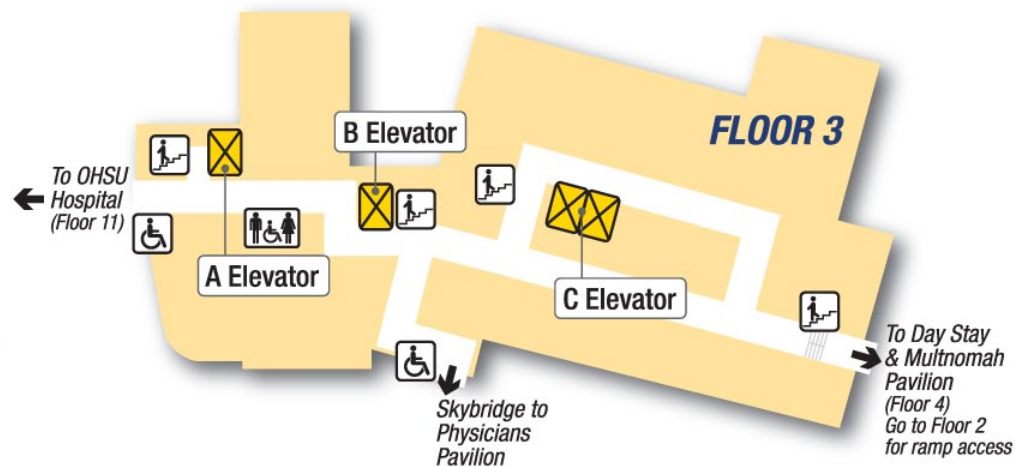 FLOOR 3
B Elevator
To OHSU
Hospital
(Floor 11)
A Elevator
C Elevator
To Day Stay
& Multnomah
Pavilion
(Floor 4)
Go to Floor 2
for ramp access
Skybridge to
Physicians
Pavilion